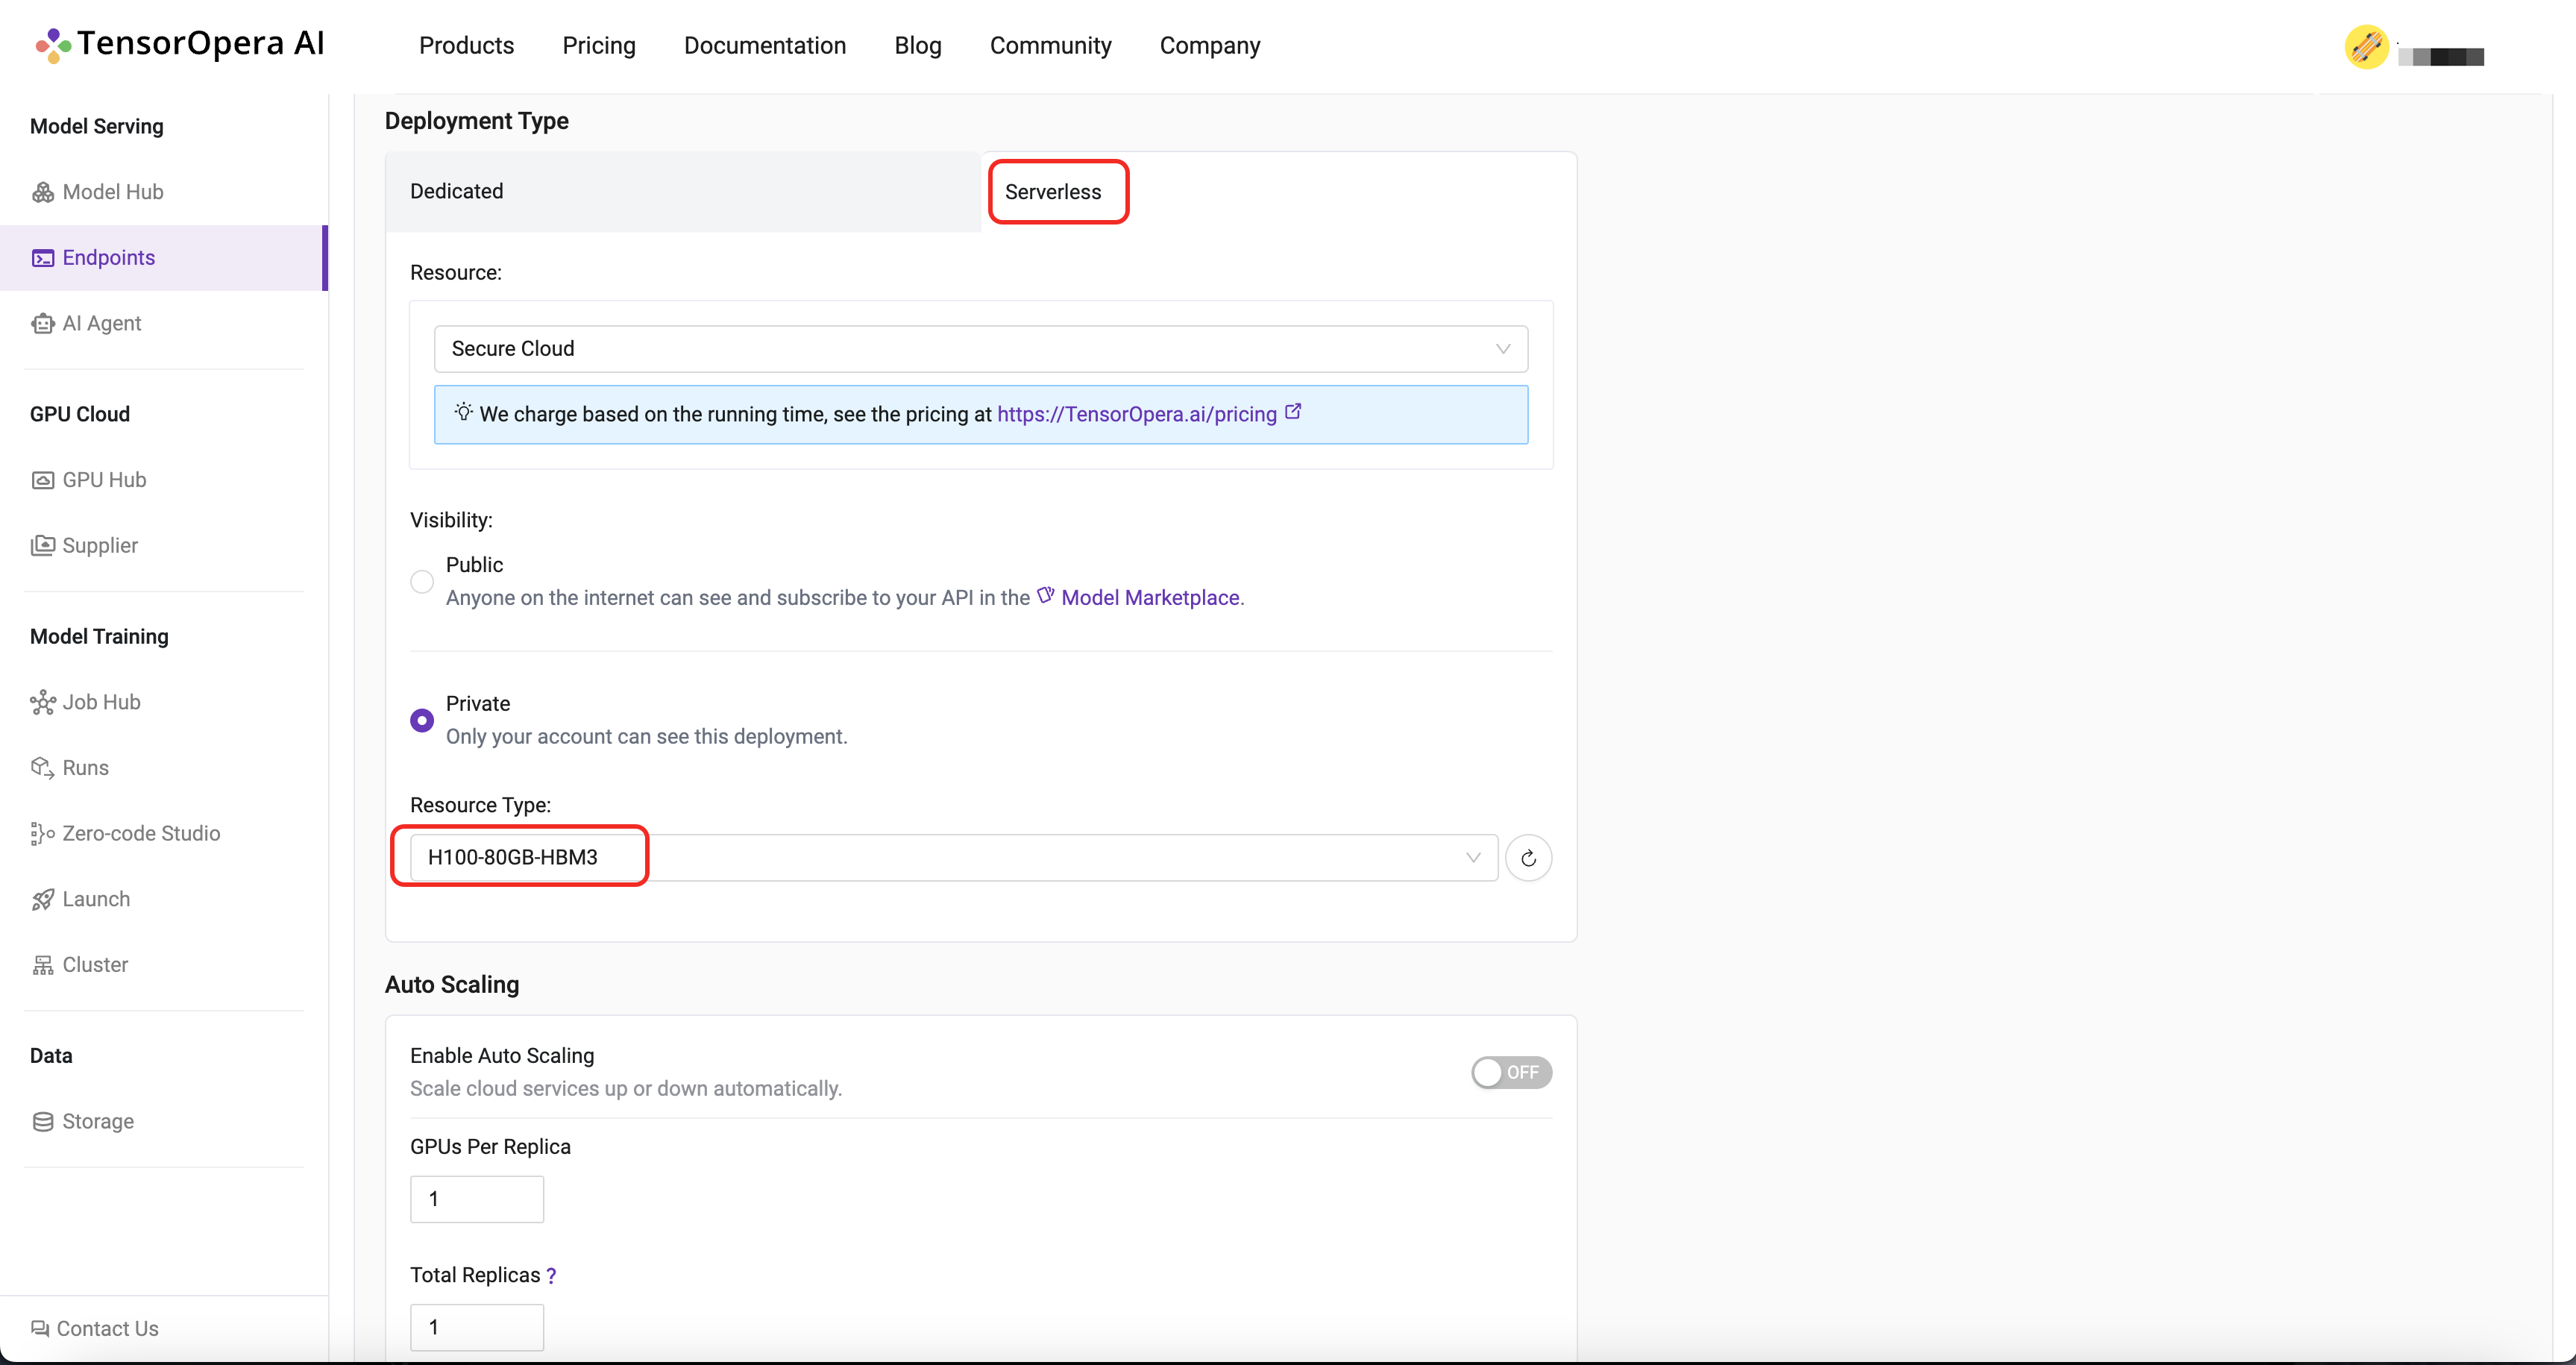 TensorOpera AI
Products Pricing Documentation Blog Community Company
Model Serving
Model Hub
Endpoints
AI Agent
GPU Cloud
GPU Hub
Supplier
Model Training
Job Hub
Runs
Zero-code Studio
Launch
Cluster
Data
Storage
Contact Us
Deployment Type
Dedicated Serverless
Resource:
Secure Cloud
We charge based on the running time, see the pricing at https://TensorOpera.ai/pricing
Visibility:
Public
Anyone on the internet can see and subscribe to your API in the Model Marketplace.
Private
Only your account can see this deployment.
Resource Type:
H100-80GB-HBM3
Auto Scaling
Enable Auto Scaling
OFF
Scale cloud services up or down automatically.
GPUs Per Replica
1
Total Replicas ?
1